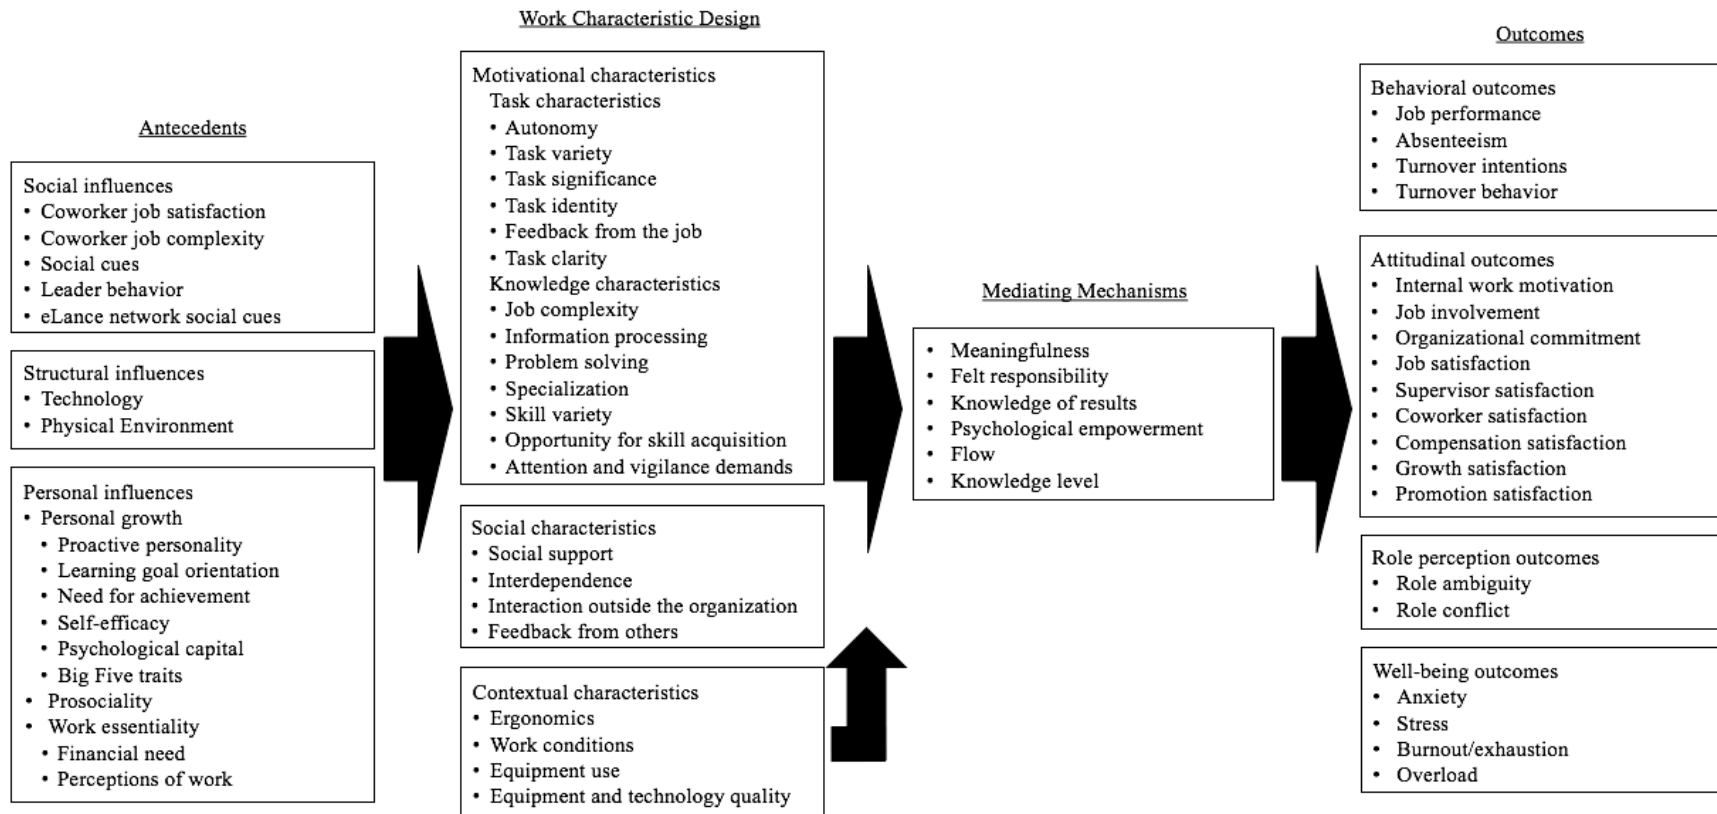 Antecedents
Social influences
• Coworker job satisfaction
• Coworker job complexity
• Social cues
• Leader behavior
• eLance network social cues
Structural influences
• Technology
• Physical Environment
Personal influences
• Personal growth
• Proactive personality
• Learning goal orientation
• Need for achievement
• Self-efficacy
• Psychological capital
• Big Five traits
• Prosociality
• Work essentiality
• Financial need
• Perceptions of work
Work Characteristic Design
Motivational characteristics
Task characteristics
• Autonomy
• Task variety
• Task significance
• Task identity
• Feedback from the job
• Task clarity
Knowledge characteristics
• Job complexity
• Information processing
• Problem solving
• Specialization
• Skill variety
• Opportunity for skill acquisition
• Attention and vigilance demands
Social characteristics
• Social support
• Interdependence
• Interaction outside the organization
• Feedback from others
Contextual characteristics
• Ergonomics
• Work conditions
• Equipment use
• Equipment and technology quality
Mediating Mechanisms
• Meaningfulness
• Felt responsibility
• Knowledge of results
• Psychological empowerment
• Flow
• Knowledge level
Outcomes
Behavioral outcomes
• Job performance
• Absenteeism
• Turnover intentions
• Turnover behavior
Attitudinal outcomes
• Internal work motivation
• Job involvement
• Organizational commitment
• Job satisfaction
• Supervisor satisfaction
• Coworker satisfaction
• Compensation satisfaction
• Growth satisfaction
• Promotion satisfaction
Role perception outcomes
• Role ambiguity
• Role conflict
Well-being outcomes
• Anxiety
• Stress
• Burnout/exhaustion
• Overload